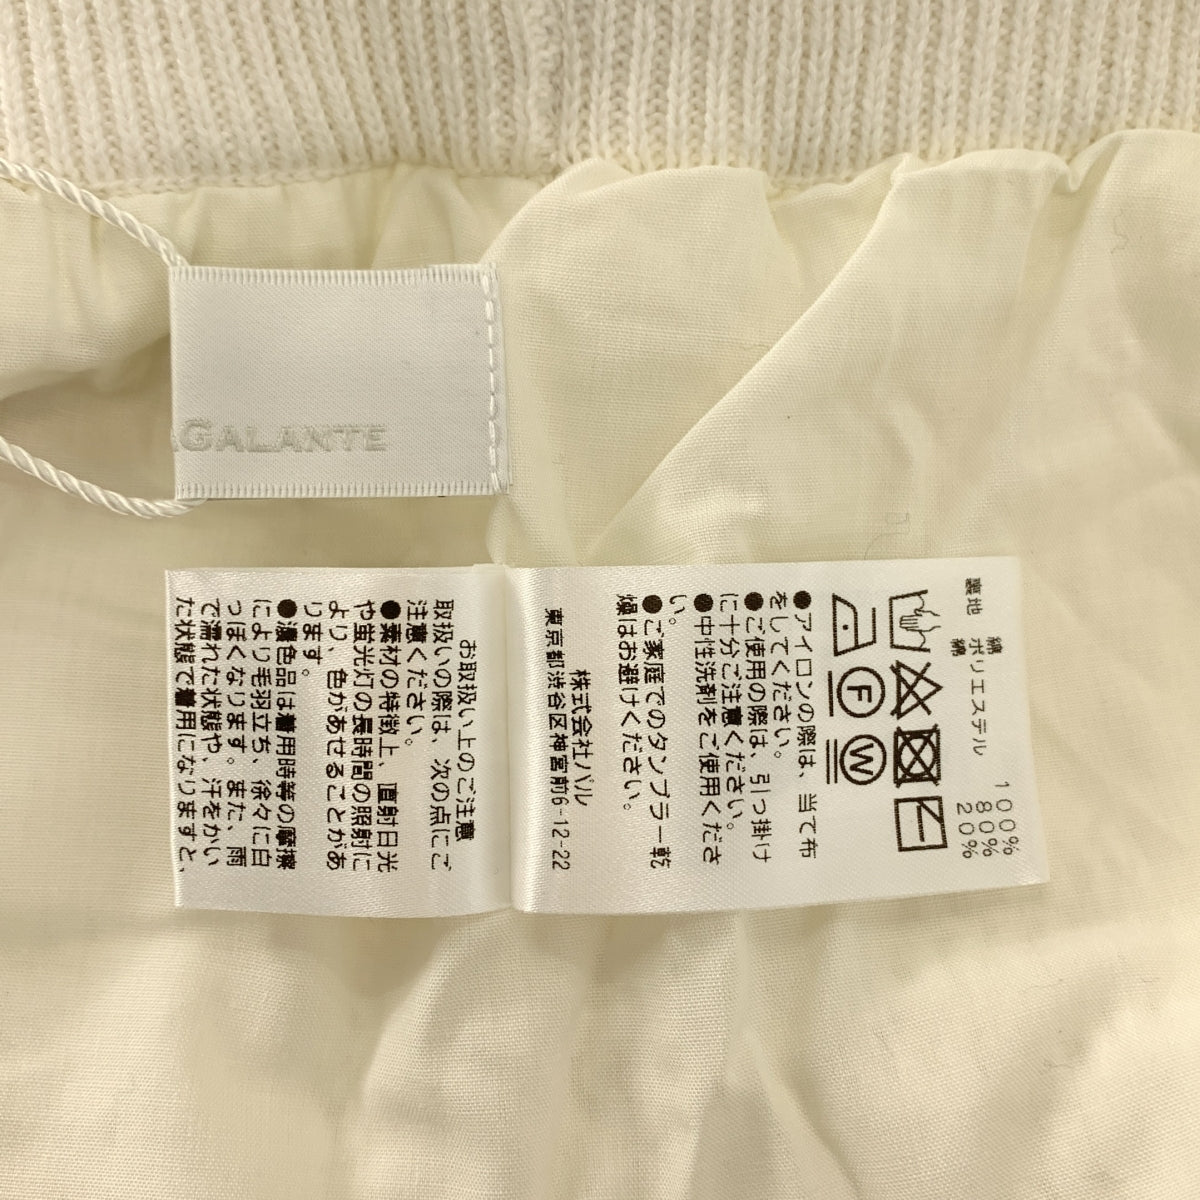 GALANTE
綿 100%
裏地 ポリエステル 80%
綿 20%
F
W
●アイロンの際は、当て布
をしてください。
●ご使用の際は、引っ掛け
に十分ご注意ください。
●中性洗剤をご使用くださ
い。
●ご家庭でのタンブラー乾
燥はお避けください。
株式会社パル
東京都渋谷区神宮前6-12-22
お取扱い上のご注意
取扱いの際は、次の点にご
注意ください。
●素材の特徴上、直射日光
や蛍光灯の長時間の照射に
より、色があせることがあ
ります。
●濃色品は着用時等の摩擦
により毛羽立ち、徐々に白
っぽくなります。また、雨
で濡れた状態や、汗をかい
た状態で着用になりますと、